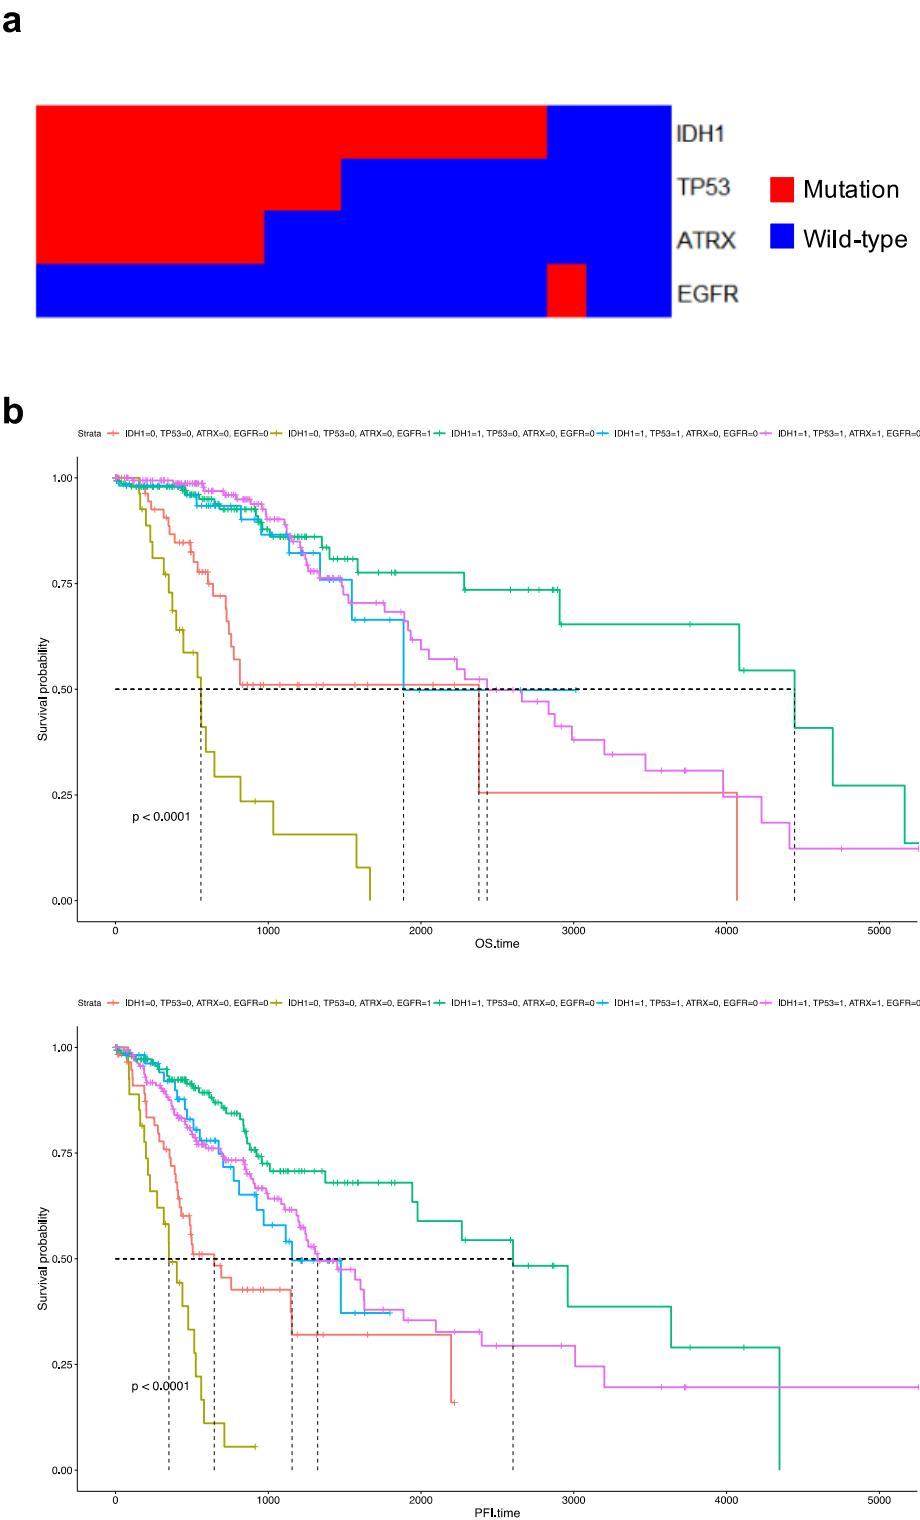 a
IDH1
TP53
ATRX
EGFR
Mutation
Wild-type
b
Strata IDH1=0, TP53=0, ATRX=0, EGFR=0 IDH1=0, TP53=0, ATRX=0, EGFR=1 IDH1=1, TP53=0, ATRX=0, EGFR=0 IDH1=1, TP53=1, ATRX=0, EGFR=0 IDH1=1, TP53=1, ATRX=1, EGFR=0
1.00
0.75
0.50
0.25
0.00
Survival probability
p < 0.0001
0 1000 2000 3000 4000 5000
OS.time
Strata IDH1=0, TP53=0, ATRX=0, EGFR=0 IDH1=0, TP53=0, ATRX=0, EGFR=1 IDH1=1, TP53=0, ATRX=0, EGFR=0 IDH1=1, TP53=1, ATRX=0, EGFR=0 IDH1=1, TP53=1, ATRX=1, EGFR=0
1.00
0.75
0.50
0.25
0.00
Survival probability
p < 0.0001
0 1000 2000 3000 4000 5000
PFI.time